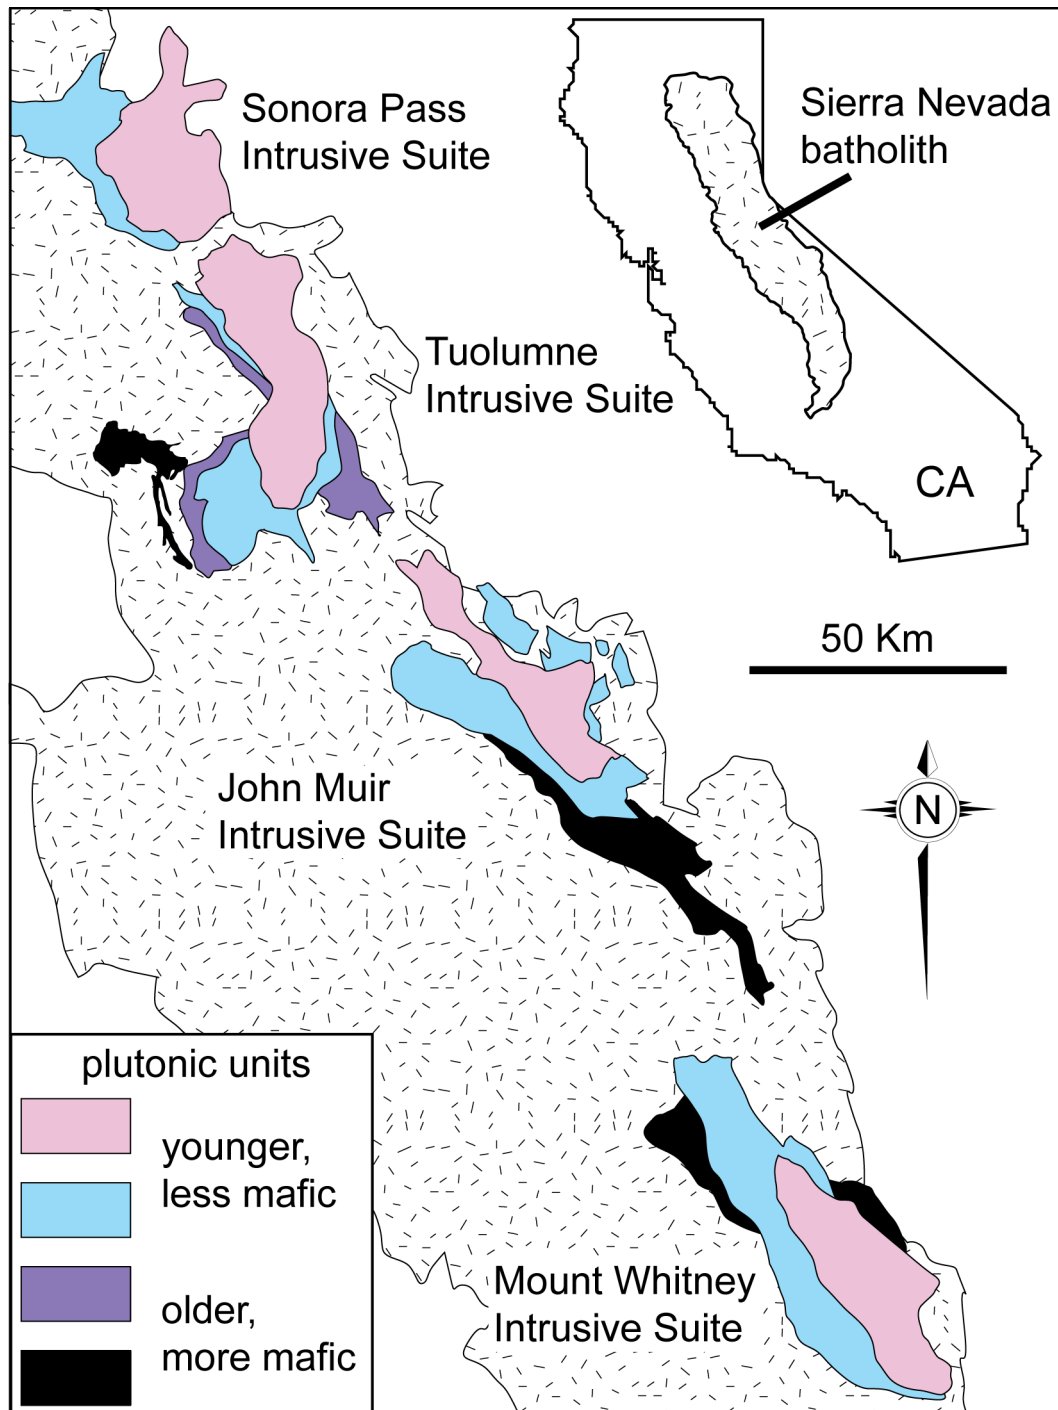 Sonora Pass
Intrusive Suite
Sierra Nevada
batholith
Tuolumne
Intrusive Suite
CA
50 Km
N
John Muir
Intrusive Suite
plutonic units
younger,
less mafic
older,
more mafic
Mount Whitney
Intrusive Suite